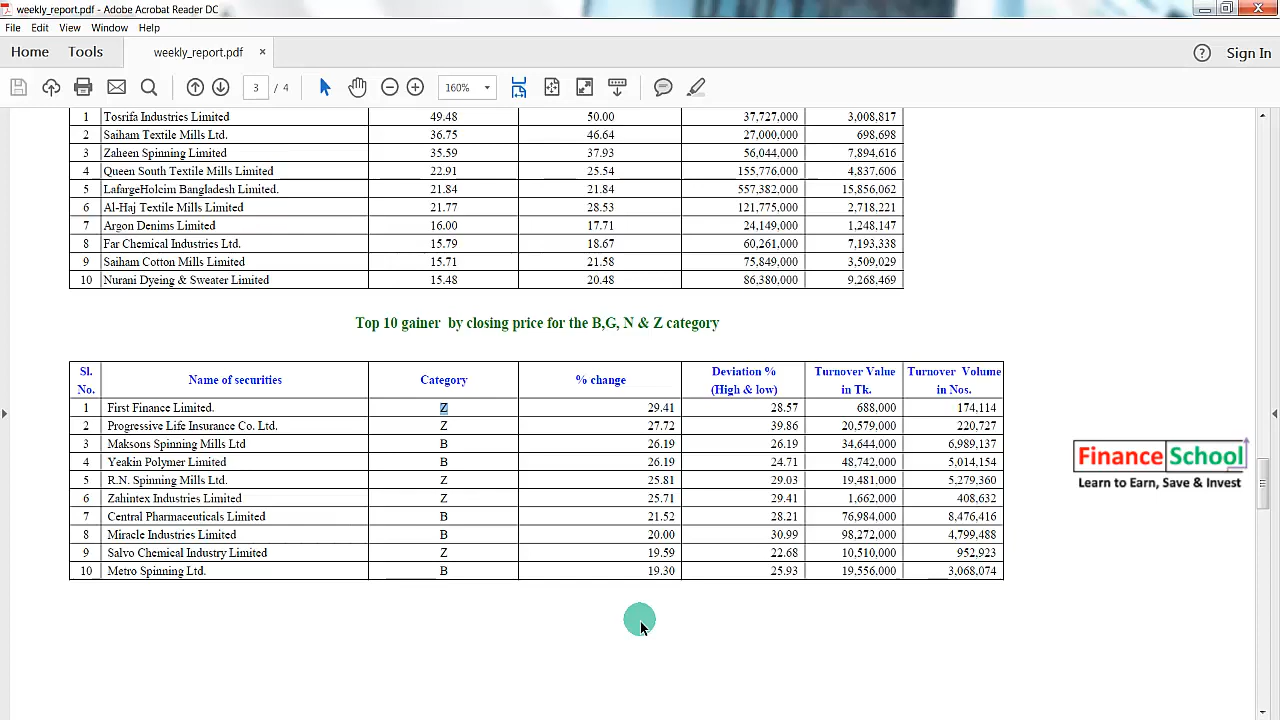 weekly_report.pdf - Adobe Acrobat Reader DC
File Edit View Window Help
Home Tools weekly_report.pdf × ? Sign In
3 / 4 160%
1 Tosrifa Industries Limited 49.48 50.00 37,727,000 3,008,817
2 Saiham Textile Mills Ltd. 36.75 46.64 27,000,000 698,698
3 Zaheen Spinning Limited 35.59 37.93 56,044,000 7,894,616
4 Queen South Textile Mills Limited 22.91 25.54 155,776,000 4,837,606
5 LafargeHolcim Bangladesh Limited. 21.84 21.84 557,382,000 15,856,062
6 Al-Haj Textile Mills Limited 21.77 28.53 121,775,000 2,718,221
7 Argon Denims Limited 16.00 17.71 24,149,000 1,248,147
8 Far Chemical Industries Ltd. 15.79 18.67 60,261,000 7,193,338
9 Saiham Cotton Mills Limited 15.71 21.58 75,849,000 3,509,029
10 Nurani Dyeing & Sweater Limited 15.48 20.48 86,380,000 9,268,469
Top 10 gainer by closing price for the B,G, N & Z category
Sl. No. Name of securities Category % change Deviation % (High & low) Turnover Value in Tk. Turnover Volume in Nos.
1 First Finance Limited. Z 29.41 28.57 688,000 174,114
2 Progressive Life Insurance Co. Ltd. Z 27.72 39.86 20,579,000 220,727
3 Maksons Spinning Mills Ltd B 26.19 26.19 34,644,000 6,989,137
4 Yeakin Polymer Limited B 26.19 24.71 48,742,000 5,014,154
5 R.N. Spinning Mills Ltd. Z 25.81 29.03 19,481,000 5,279,360
6 Zahintex Industries Limited Z 25.71 29.41 1,662,000 408,632
7 Central Pharmaceuticals Limited B 21.52 28.21 76,984,000 8,476,416
8 Miracle Industries Limited B 20.00 30.99 98,272,000 4,799,488
9 Salvo Chemical Industry Limited Z 19.59 22.68 10,510,000 952,923
10 Metro Spinning Ltd. B 19.30 25.93 19,556,000 3,068,074
Finance School
Learn to Earn, Save & Invest